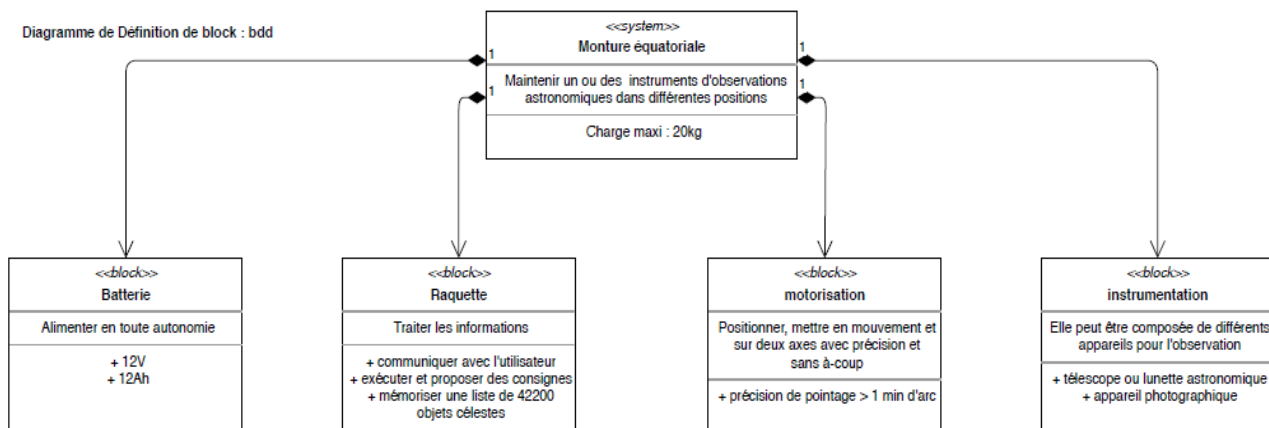 Diagramme de Définition de block : bdd
<<system>>
Monture équatoriale
1
1
Maintenir un ou des instruments d'observations
astronomiques dans différentes positions
1
1
Charge maxi : 20kg
<<block>>
Batterie
Alimenter en toute autonomie
+ 12V
+ 12Ah
<<block>>
Raquette
Traiter les informations
+ communiquer avec l'utilisateur
+ exécuter et proposer des consignes
+ mémoriser une liste de 42200
objets célestes
<<block>>
motorisation
Positionner, mettre en mouvement et
sur deux axes avec précision et
sans à-coup
+ précision de pointage > 1 min d'arc
<<block>>
instrumentation
Elle peut être composée de différents
appareils pour l'observation
+ télescope ou lunette astronomique
+ appareil photographique